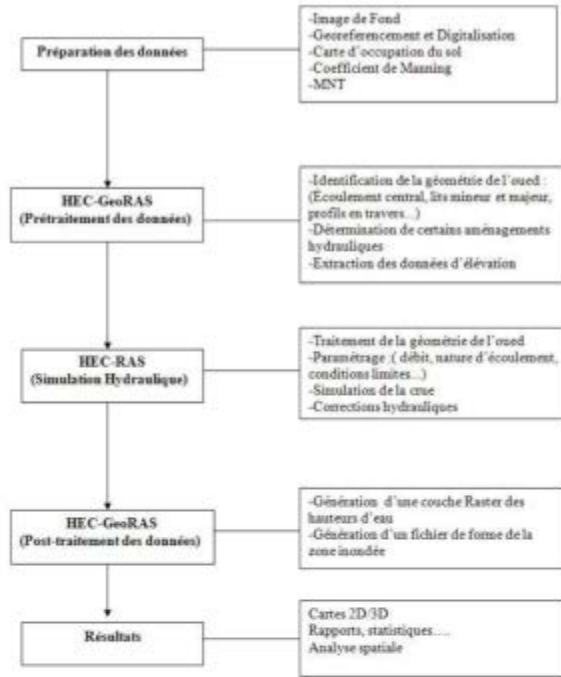 Préparation des données
-Image de Fond
-Georeferencement et Digitalisation
-Carte d'occupation du sol
-Coefficient de Manning
-MNT
HEC-GeoRAS
(Prétraitement des données)
-Identification de la géométrie de l'oued :
(Écoulement central, lits mineur et majeur,
profils en travers...)
-Détermination de certains aménagements
hydrauliques
-Extraction des données d'élévation
HEC-RAS
(Simulation Hydraulique)
-Traitement de la géométrie de l'oued
-Paramétrage :( débit, nature d'écoulement,
conditions limites...)
-Simulation de la crue
-Corrections hydrauliques
HEC-GeoRAS
(Post-traitement des données)
-Génération d'une couche Raster des
hauteurs d'eau
-Génération d'un fichier de forme de la
zone inondée
Résultats
Cartes 2D/3D
Rapports, statistiques….
Analyse spatiale